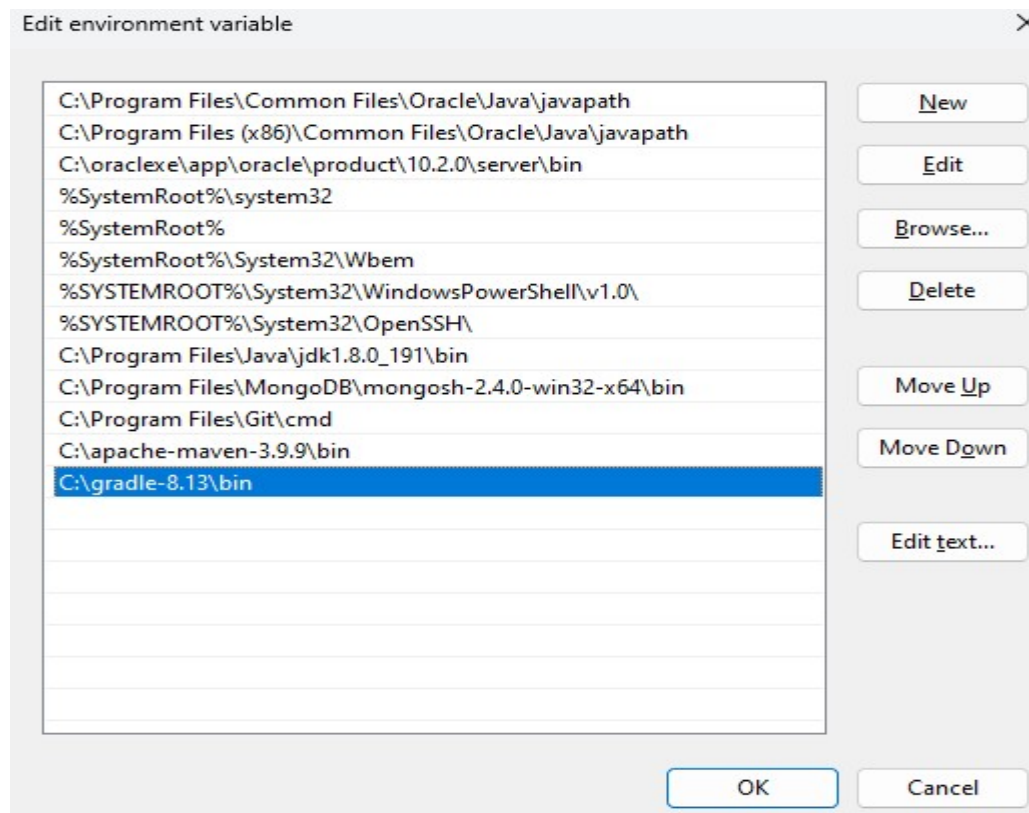 Edit environment variable
C:\Program Files\Common Files\Oracle\Java\javapath
C:\Program Files (x86)\Common Files\Oracle\Java\javapath
C:\oraclexe\app\oracle\product\10.2.0\server\bin
%SystemRoot%\system32
%SystemRoot%
%SystemRoot%\System32\Wbem
%SYSTEMROOT%\System32\WindowsPowerShell\v1.0\
%SYSTEMROOT%\System32\OpenSSH\
C:\Program Files\Java\jdk1.8.0_191\bin
C:\Program Files\MongoDB\mongosh-2.4.0-win32-x64\bin
C:\Program Files\Git\cmd
C:\apache-maven-3.9.9\bin
C:\gradle-8.13\bin
New
Edit
Browse...
Delete
Move Up
Move Down
Edit text...
OK
Cancel